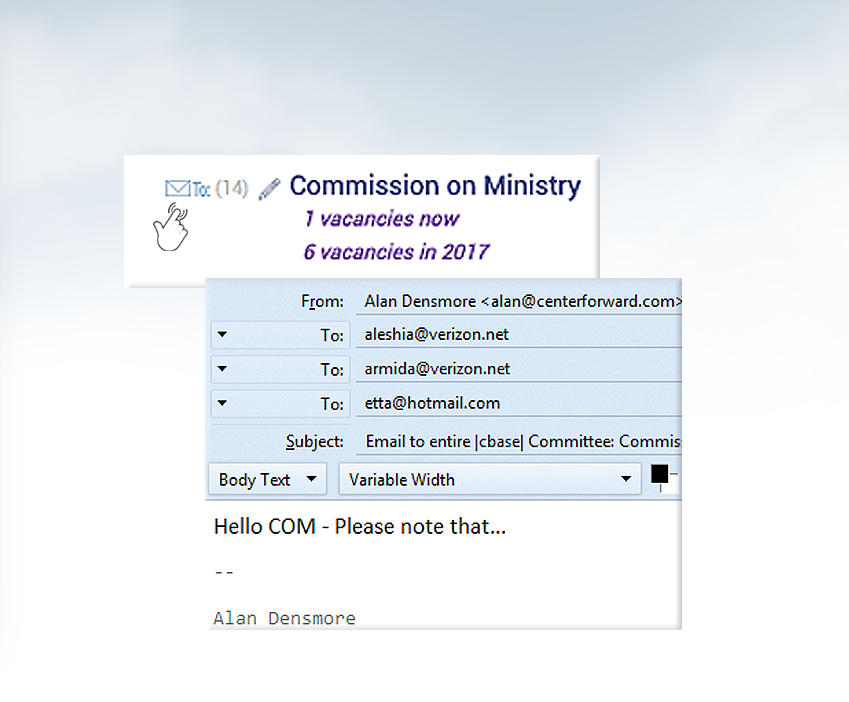 To: (14) Commission on Ministry
1 vacancies now
6 vacancies in 2017
From: Alan Densmore <alan@centerforward.com>
To: aleshia@verizon.net
To: armida@verizon.net
To: etta@hotmail.com
Subject: Email to entire |cbase| Committee: Commis
Body Text Variable Width
Hello COM - Please note that...
--
Alan Densmore